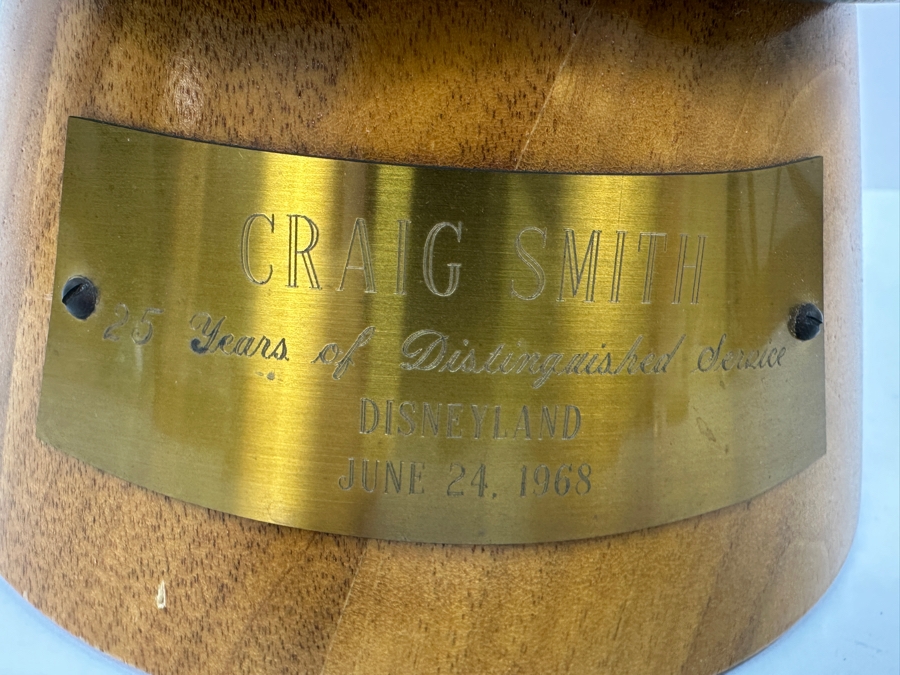 CRAIG SMITH
25 Years of Distinguished Service
DISNEYLAND
JUNE 24, 1968